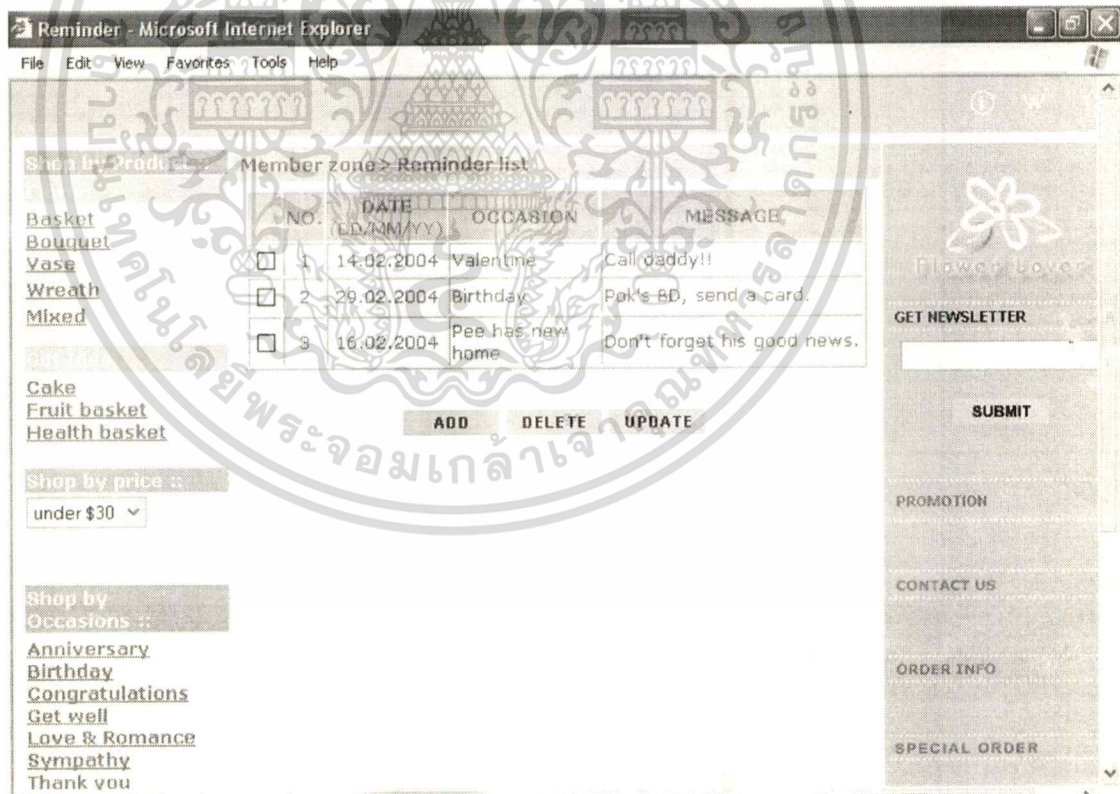 Reminder - Microsoft Internet Explorer
File Edit View Favorites Tools Help
Shop by Product ::
Basket
Bouquet
Vase
Wreath
Mixed
Cake
Fruit basket
Health basket
Shop by price ::
under $30
Shop by
Occasions ::
Anniversary
Birthday
Congratulations
Get well
Love & Romance
Sympathy
Thank you
Member zone > Reminder list
NO. DATE (DD/MM/YY) OCCASION MESSAGE
1 14.02.2004 Valentine Call daddy!!
2 29.02.2004 Birthday Pok's BD, send a card.
3 16.02.2004 Pee has new home Don't forget his good news.
ADD DELETE UPDATE
FlowerLover
GET NEWSLETTER
SUBMIT
PROMOTION
CONTACT US
ORDER INFO
SPECIAL ORDER